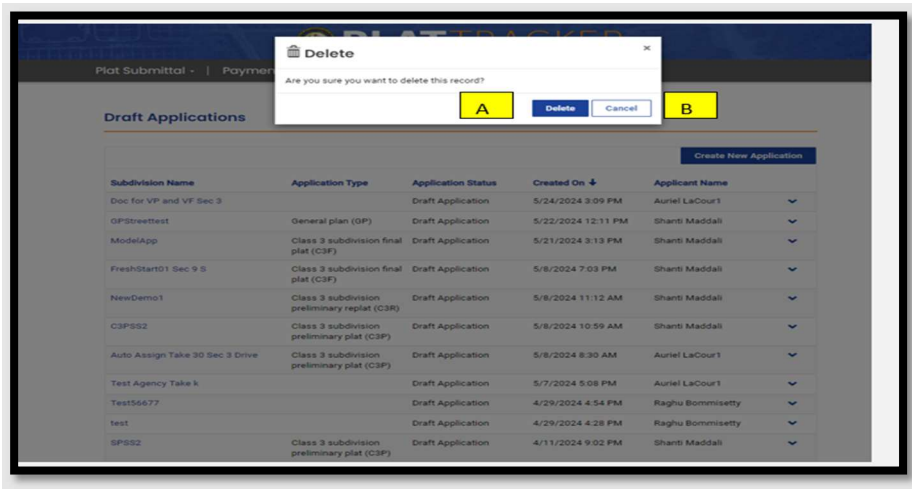 PLAT TRACKER
Delete
×
Plat Submittal - | Paymen
Are you sure you want to delete this record?
A Delete Cancel B
Draft Applications
Create New Application
Subdivision Name Application Type Application Status Created On Applicant Name
Doc for VP and VF Sec 3 Draft Application 5/24/2024 3:09 PM Auriel LaCour1
GPStreettest General plan (GP) Draft Application 5/22/2024 12:11 PM Shanti Maddali
ModelApp Class 3 subdivision final Draft Application 5/21/2024 3:13 PM Shanti Maddali
plat (C3F)
FreshStart01 Sec 9 S Class 3 subdivision final Draft Application 5/8/2024 7:03 PM Shanti Maddali
plat (C3F)
NewDemo1 Class 3 subdivision Draft Application 5/8/2024 11:12 AM Shanti Maddali
preliminary replat (C3R)
C3PSS2 Class 3 subdivision Draft Application 5/8/2024 10:59 AM Shanti Maddali
preliminary plat (C3P)
Auto Assign Take 30 Sec 3 Drive Class 3 subdivision Draft Application 5/8/2024 8:30 AM Auriel LaCour1
preliminary plat (C3P)
Test Agency Take k Draft Application 5/7/2024 5:08 PM Auriel LaCour1
Test56677 Draft Application 4/29/2024 4:54 PM Raghu Bommisetty
test Draft Application 4/29/2024 4:28 PM Raghu Bommisetty
SPSS2 Class 3 subdivision Draft Application 4/11/2024 9:02 PM Shanti Maddali
preliminary plat (C3P)